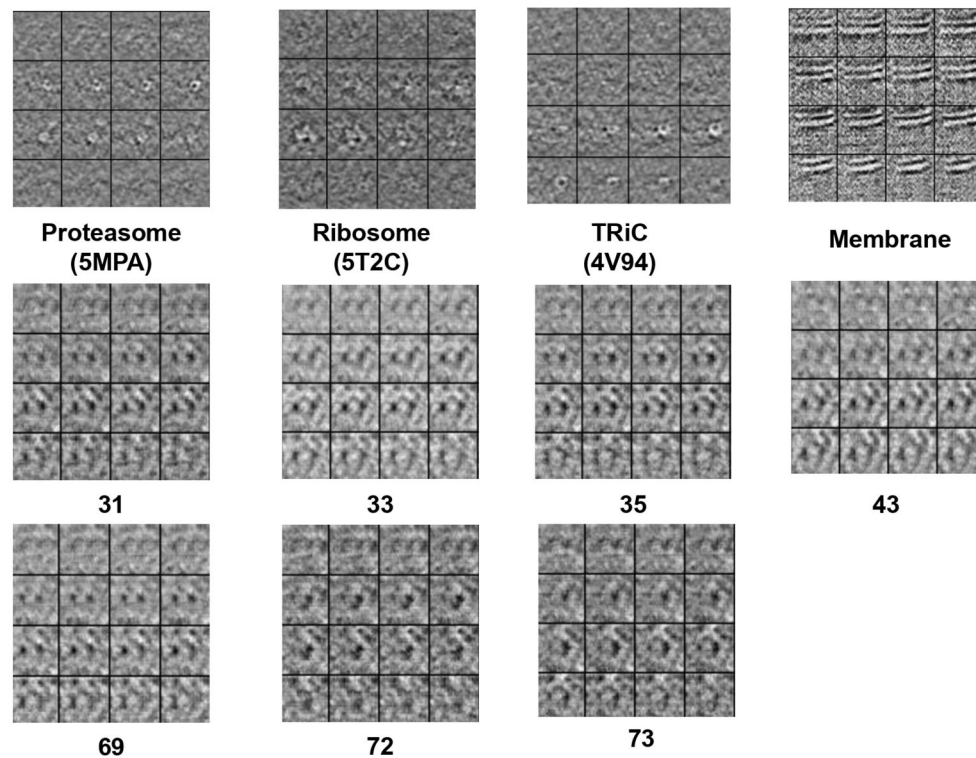 Proteasome
(5MPA)
Ribosome
(5T2C)
TRiC
(4V94)
Membrane
31
33
35
43
69
72
73